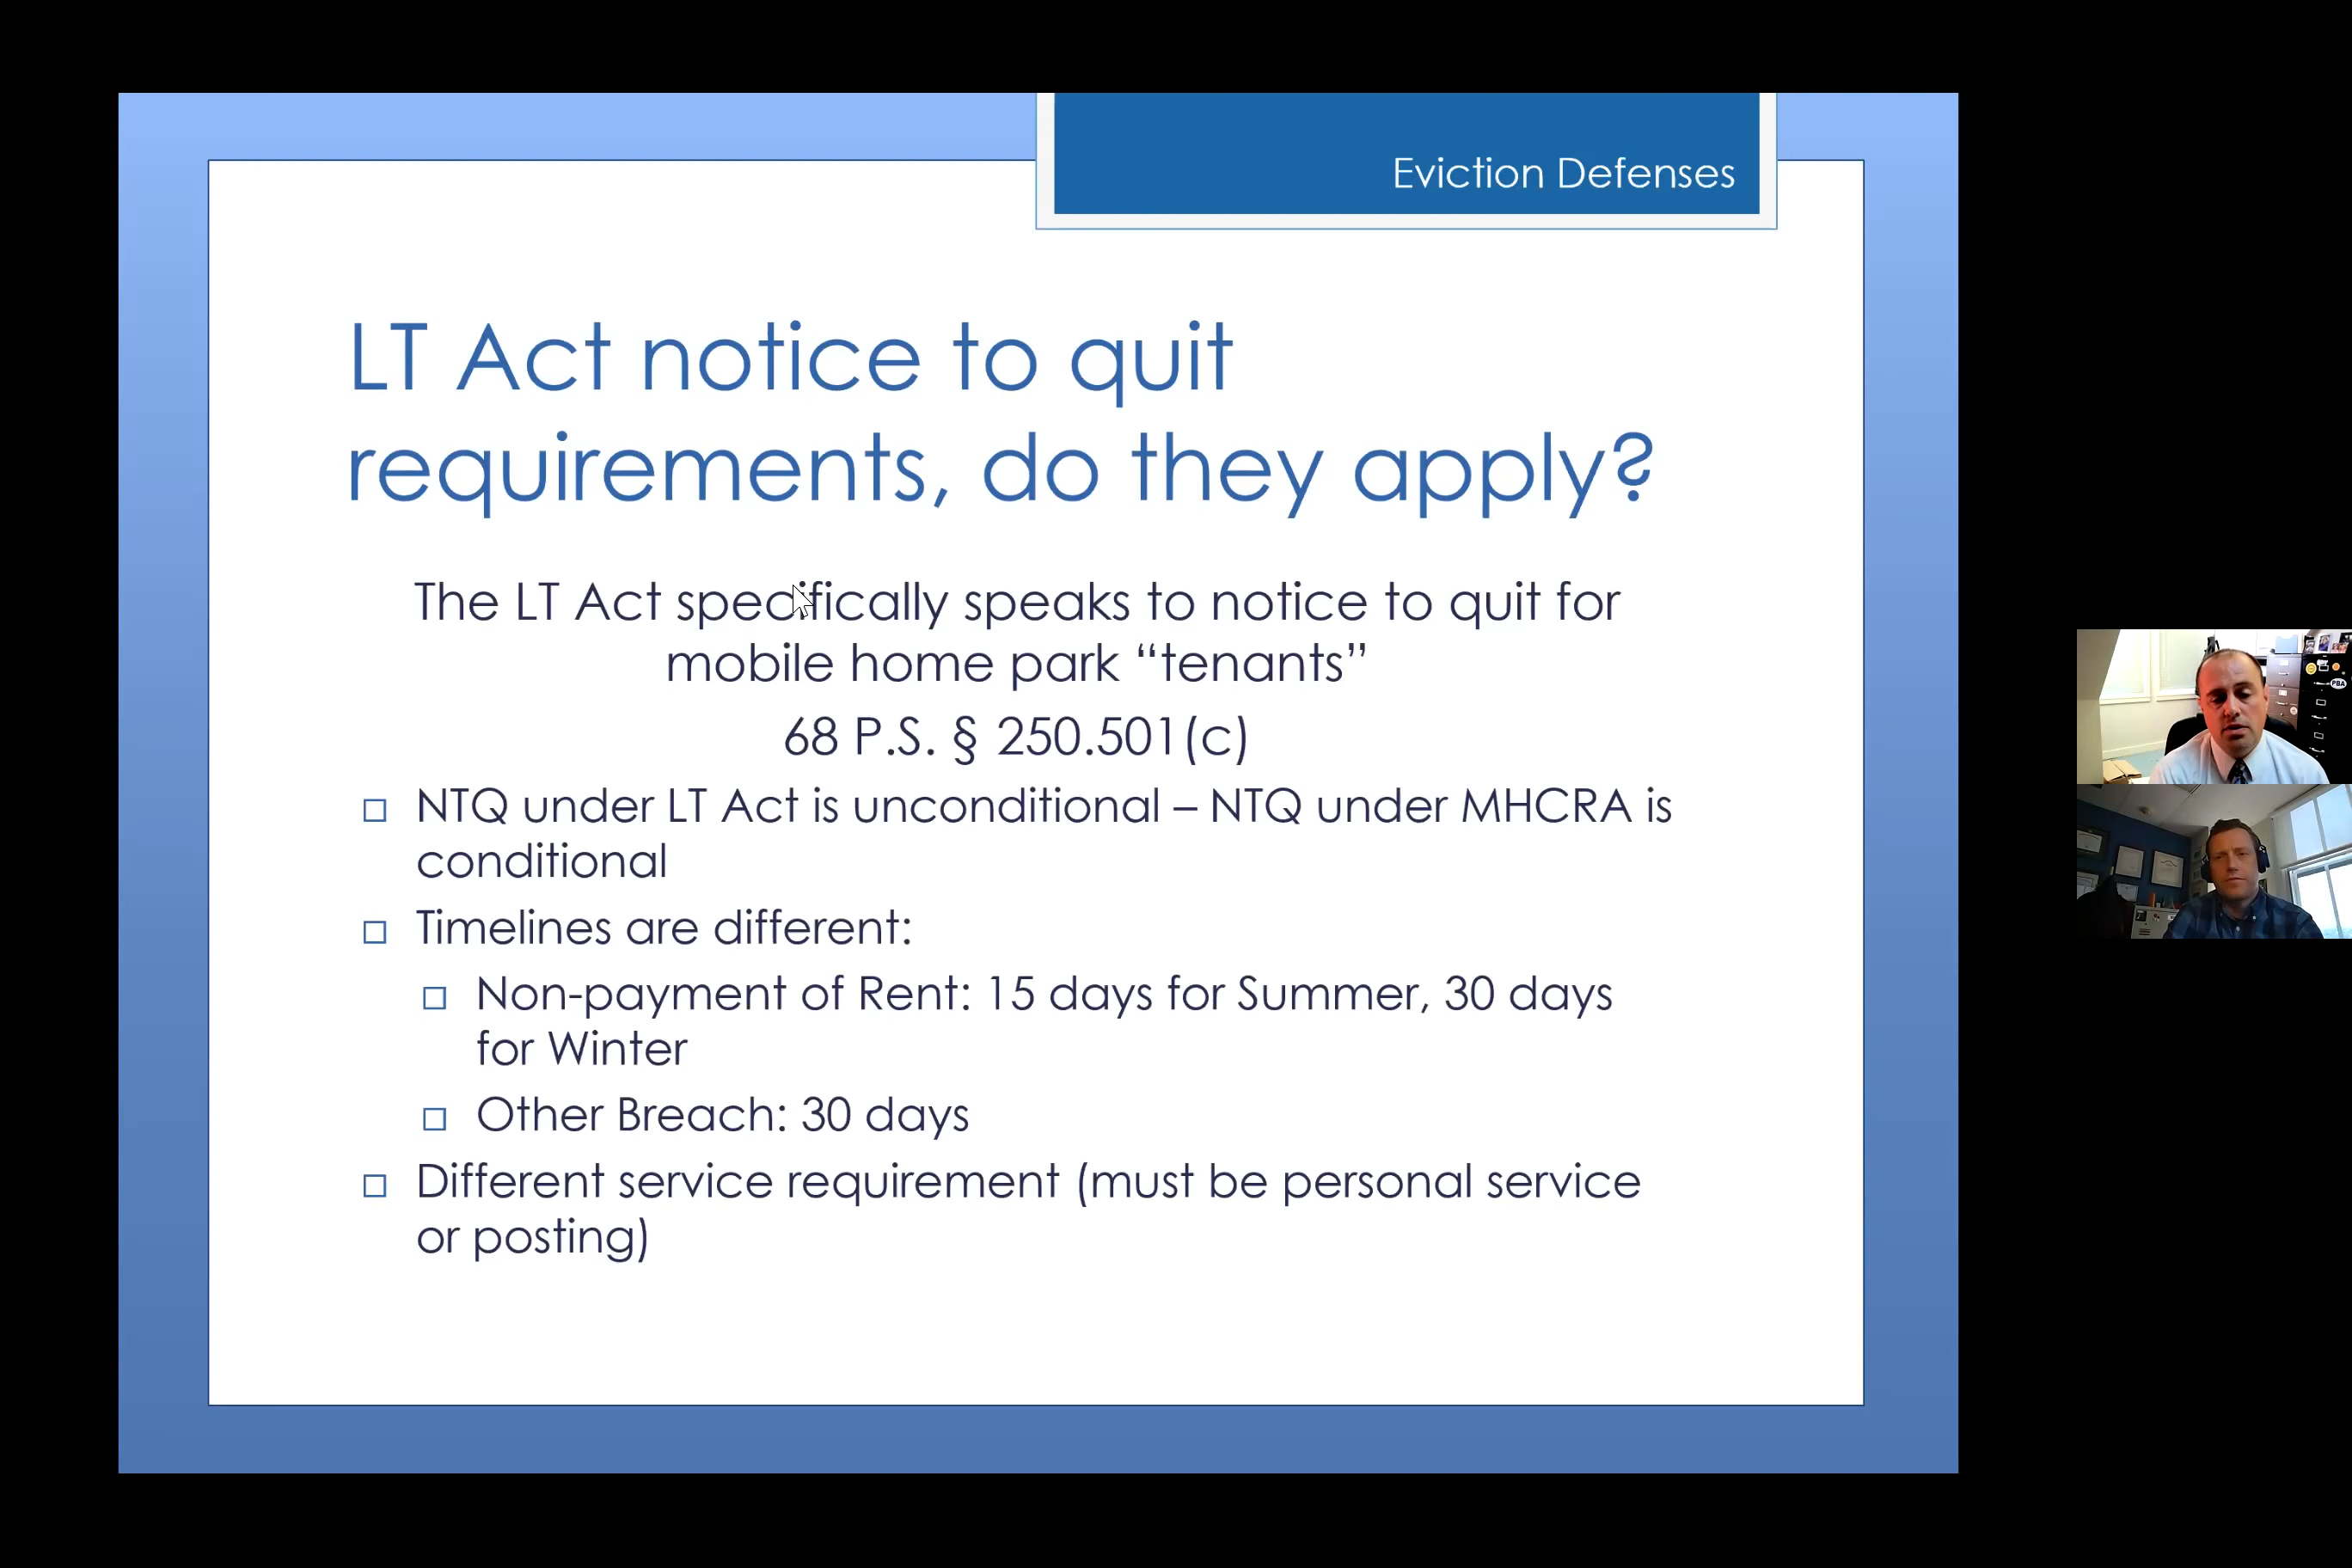 Eviction Defenses
LT Act notice to quit
requirements, do they apply?
The LT Act specifically speaks to notice to quit for
mobile home park “tenants”
68 P.S. § 250.501(c)
NTQ under LT Act is unconditional – NTQ under MHCRA is
conditional
Timelines are different:
Non-payment of Rent: 15 days for Summer, 30 days
for Winter
Other Breach: 30 days
Different service requirement (must be personal service
or posting)
PBA